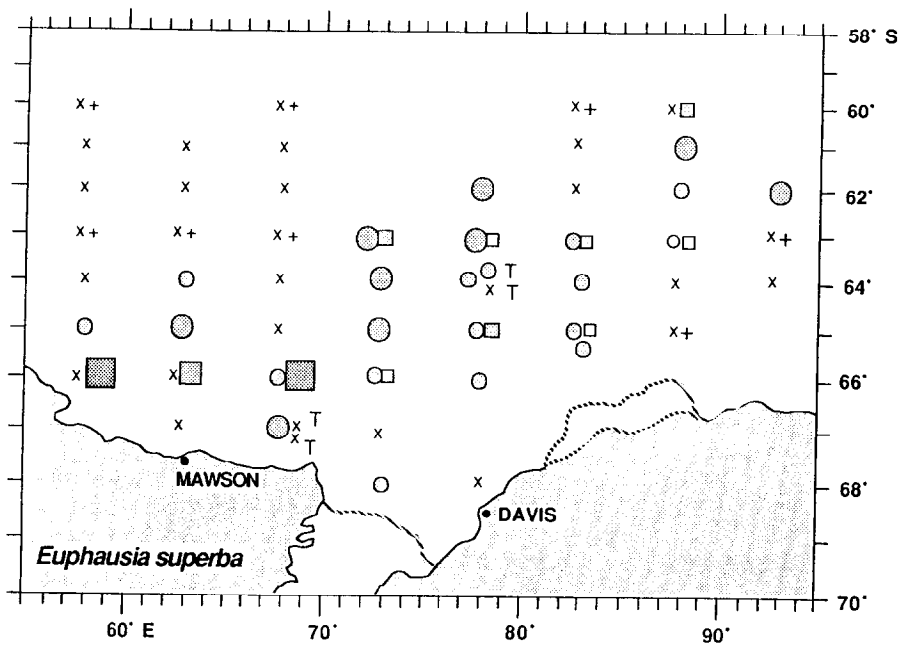 58° S
x+ x+ x+ x 60°
x x x x
x x x x 62°
x+ x+ x+ x+
T
x x x x x 64°
T
x x+
x x 66°
x x T
x T
MAWSON
x 68°
DAVIS
Euphausia superba
70°
60° E 70° 80° 90°